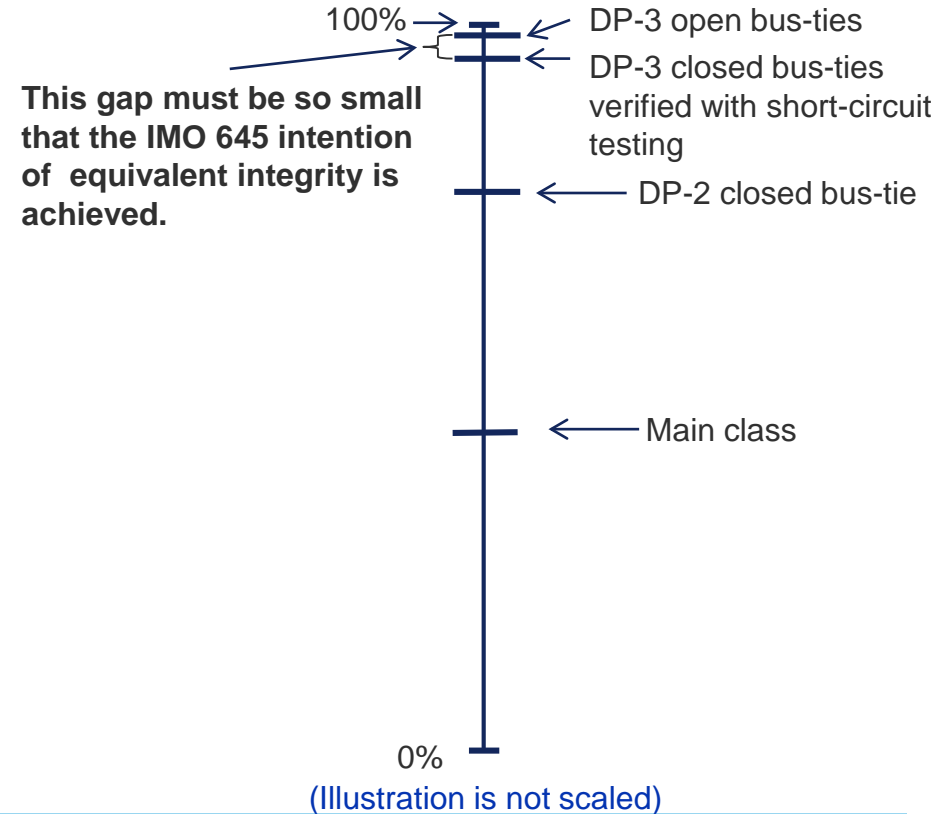 100%
DP-3 open bus-ties
DP-3 closed bus-ties
verified with short-circuit
testing
This gap must be so small
that the IMO 645 intention
of equivalent integrity is
achieved.
DP-2 closed bus-tie
Main class
0%
(Illustration is not scaled)